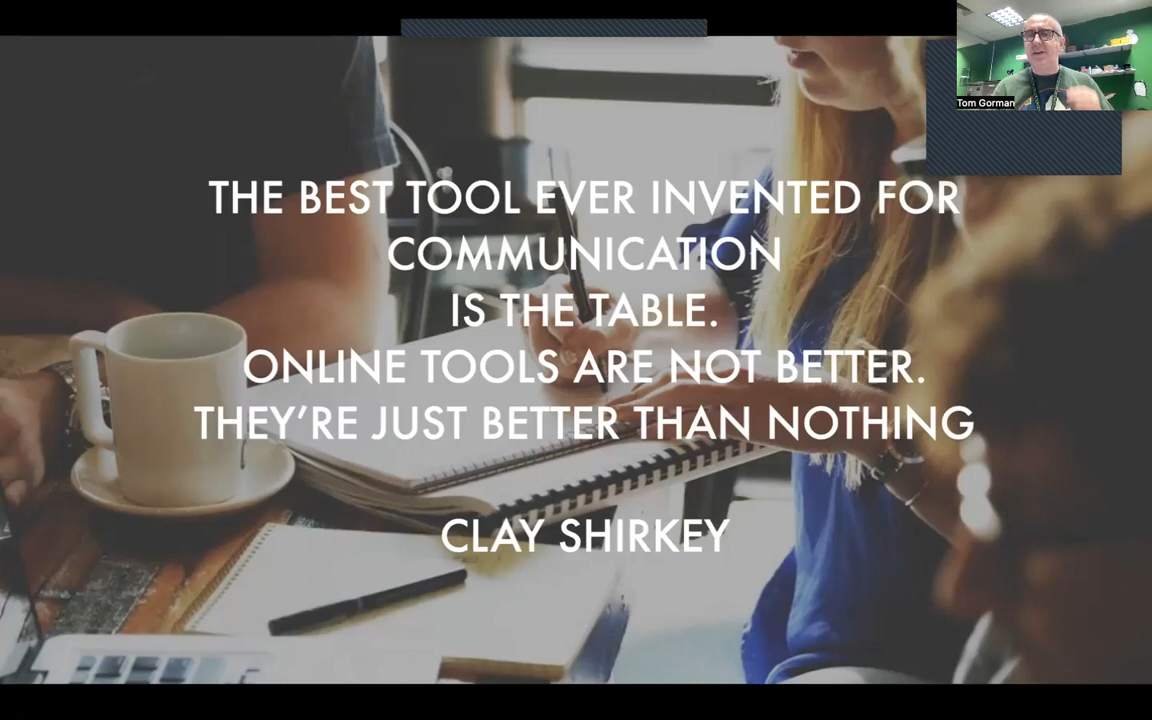 Tom Gorman
THE BEST TOOL EVER INVENTED FOR
COMMUNICATION
IS THE TABLE.
ONLINE TOOLS ARE NOT BETTER.
THEY'RE JUST BETTER THAN NOTHING
CLAY SHIRKEY